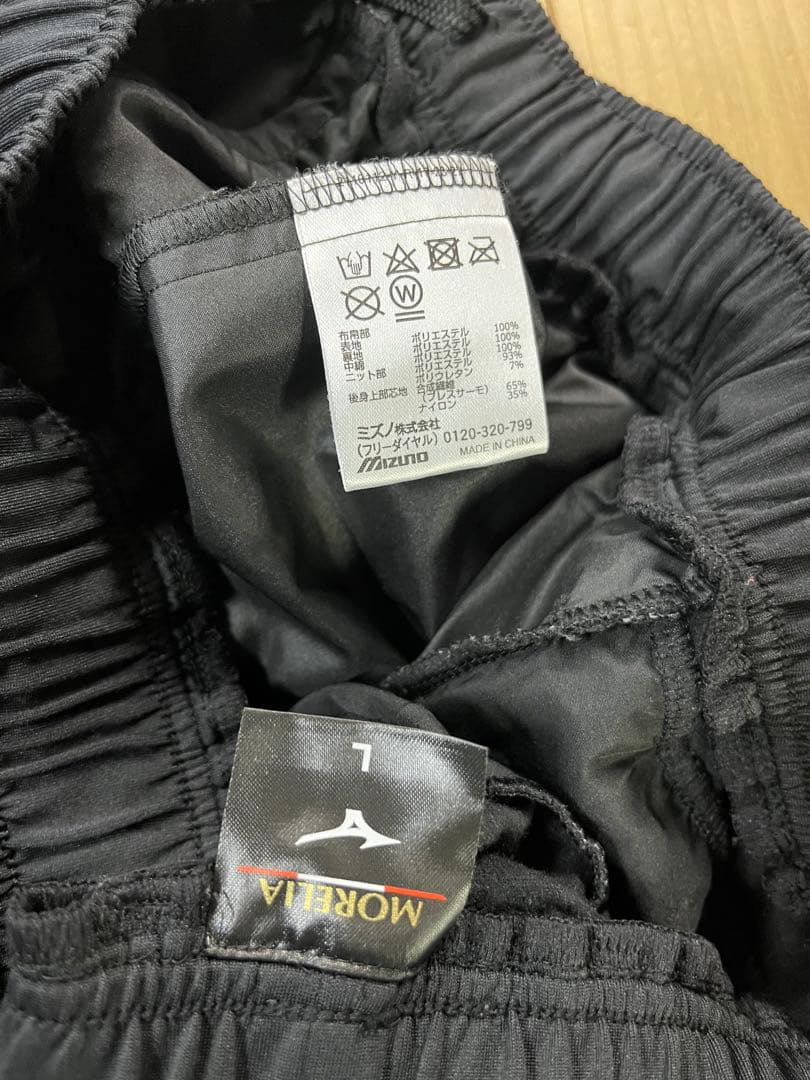 W
布帛部 ポリエステル 100%
表地 ポリエステル 100%
裏地 ポリエステル 100%
中綿 ポリエステル 93%
ニット部 ポリウレタン 7%
後身上部芯地 合成繊維 65%
(ブレスサーモ)
ナイロン 35%
ミズノ株式会社
(フリーダイヤル) 0120-320-799
MIZUNO MADE IN CHINA
L
MORELIA